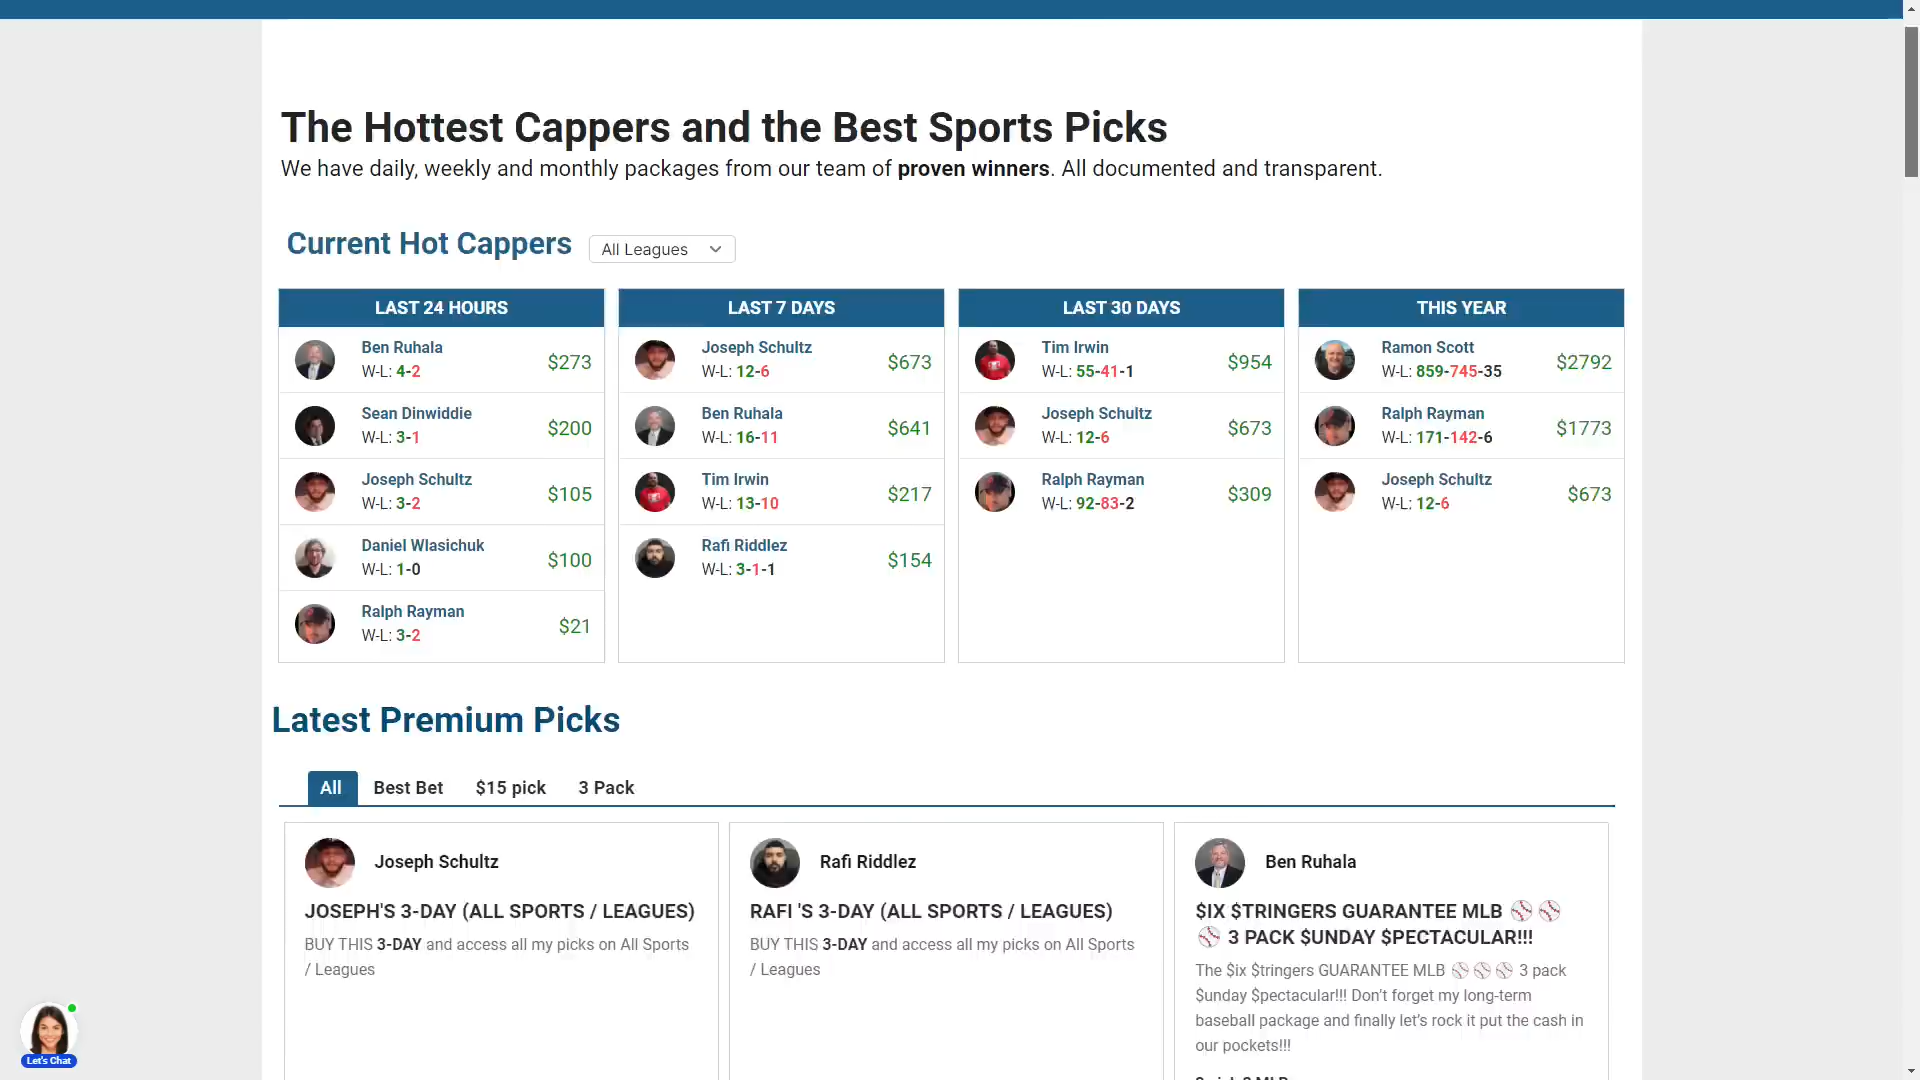 The Hottest Cappers and the Best Sports Picks
We have daily, weekly and monthly packages from our team of proven winners. All documented and transparent.
Current Hot Cappers
All Leagues
LAST 24 HOURS
Ben Ruhala
W-L: 4-2
$273
Sean Dinwiddie
W-L: 3-1
$200
Joseph Schultz
W-L: 3-2
$105
Daniel Wlasichuk
W-L: 1-0
$100
Ralph Rayman
W-L: 3-2
$21
LAST 7 DAYS
Joseph Schultz
W-L: 12-6
$673
Ben Ruhala
W-L: 16-11
$641
Tim Irwin
W-L: 13-10
$217
Rafi Riddlez
W-L: 3-1-1
$154
LAST 30 DAYS
Tim Irwin
W-L: 55-41-1
$954
Joseph Schultz
W-L: 12-6
$673
Ralph Rayman
W-L: 92-83-2
$309
THIS YEAR
Ramon Scott
W-L: 859-745-35
$2792
Ralph Rayman
W-L: 171-142-6
$1773
Joseph Schultz
W-L: 12-6
$673
Latest Premium Picks
All
Best Bet
$15 pick
3 Pack
Joseph Schultz
JOSEPH'S 3-DAY (ALL SPORTS / LEAGUES)
BUY THIS 3-DAY and access all my picks on All Sports
/ Leagues
Rafi Riddlez
RAFI 'S 3-DAY (ALL SPORTS / LEAGUES)
BUY THIS 3-DAY and access all my picks on All Sports
/ Leagues
Ben Ruhala
$IX $TRINGERS GUARANTEE MLB ⚾⚾
⚾ 3 PACK $UNDAY $PECTACULAR!!!
The $ix $tringers GUARANTEE MLB ⚾⚾⚾ 3 pack
$unday $pectacular!!! Don't forget my long-term
baseball package and finally let's rock it put the cash in
our pockets!!!
Let's Chat